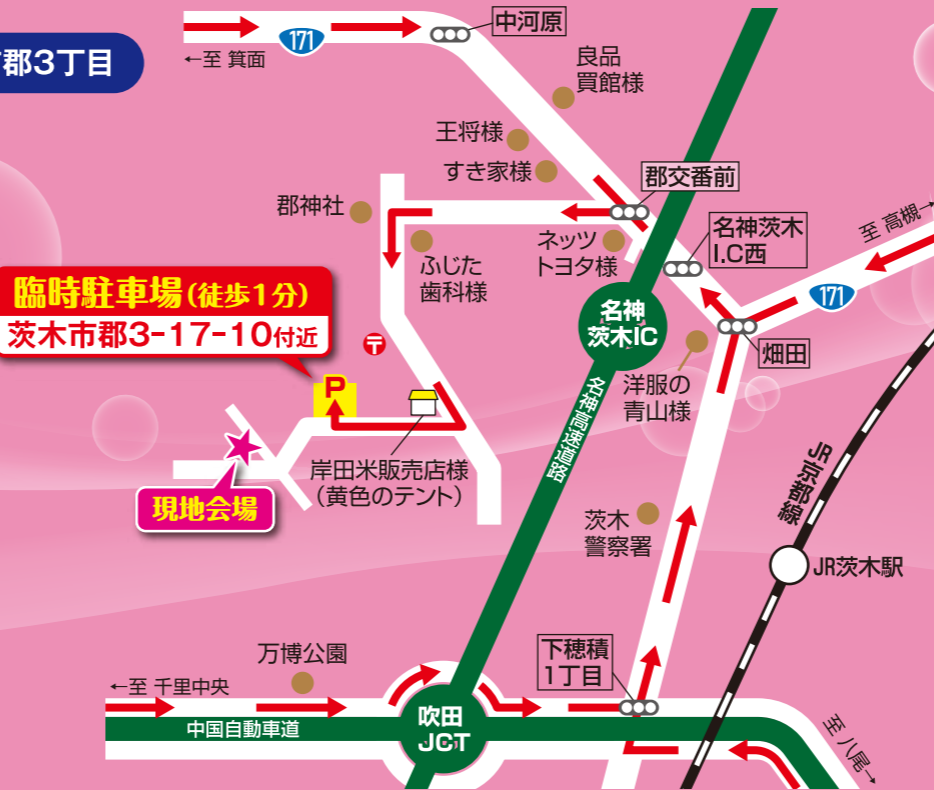 中河原
171
←至 箕面
郡3丁目
良品
買館様
王将様
すき家様
郡交番前
郡神社
ネッツ
トヨタ様
名神茨木
I.C西
至 高槻→
ふじた
歯科様
臨時駐車場(徒歩1分)
茨木市郡3-17-10付近
171
名神
茨木IC
〒
畑田
P
洋服の
青山様
名神高速道路
JR京都線
岸田米販売店様
(黄色のテント)
現地会場
茨木
警察署
JR茨木駅
万博公園
下穂積
1丁目
←至 千里中央
吹田
JCT
中国自動車道
至 八尾→